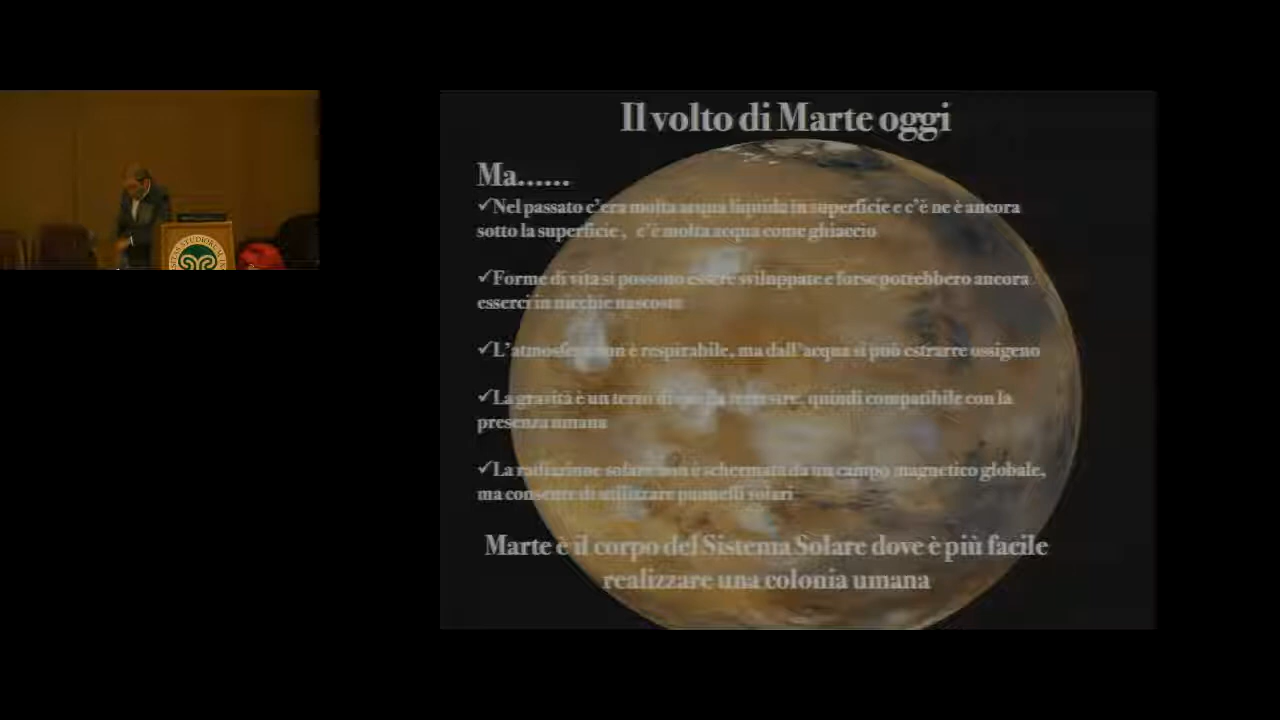 Il volto di Marte oggi
Ma......
✓Nel passato c'era molta acqua liquida in superficie e c'è ne è ancora
sotto la superficie , c'è molta acqua come ghiaccio
✓Forme di vita si possono essere sviluppate e forse potrebbero ancora
esserci in nicchie nascoste
✓L'atmosfera non è respirabile, ma dall'acqua si può estrarre ossigeno
✓La gravità è un terzo di quella terrestre, quindi compatibile con la
presenza umana
✓La radiazione solare non è schermata da un campo magnetico globale,
ma consente di utilizzare pannelli solari
Marte è il corpo del Sistema Solare dove è più facile
realizzare una colonia umana
STUDIORUM